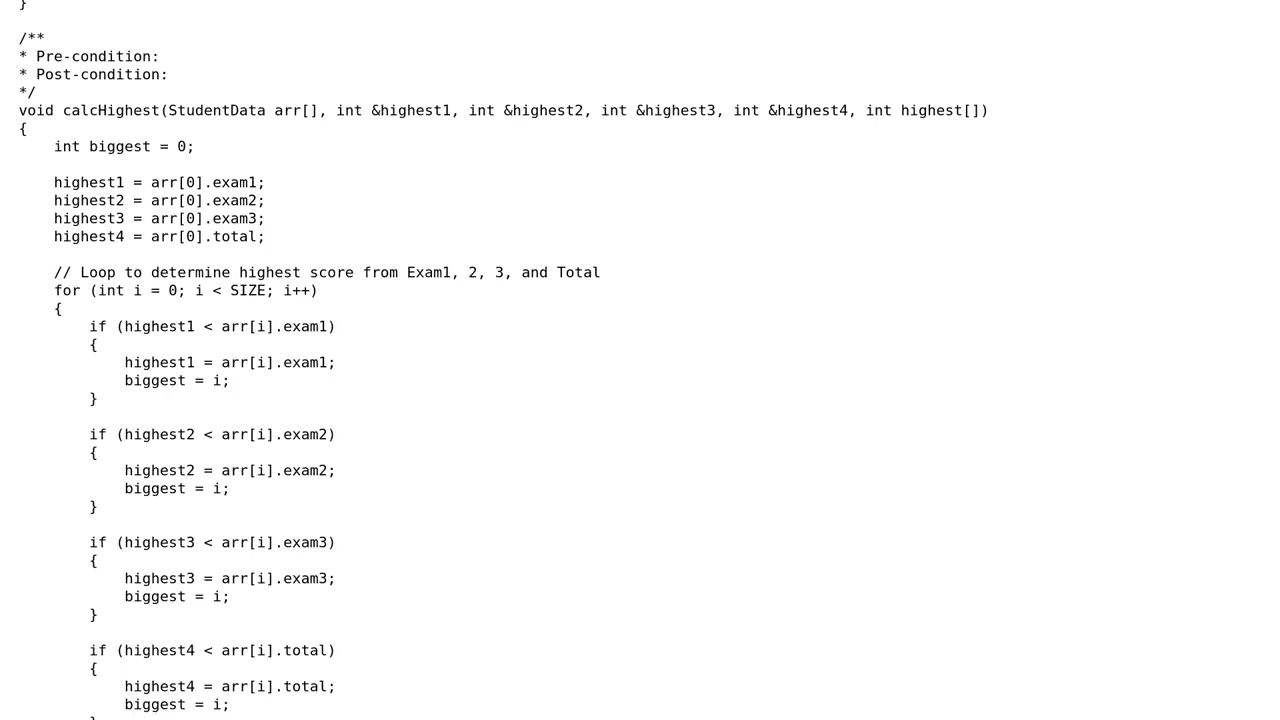 }
/**
* Pre-condition:
* Post-condition:
*/
void calcHighest(StudentData arr[], int &highest1, int &highest2, int &highest3, int &highest4, int highest[])
{
    int biggest = 0;
    highest1 = arr[0].exam1;
    highest2 = arr[0].exam2;
    highest3 = arr[0].exam3;
    highest4 = arr[0].total;
    // Loop to determine highest score from Exam1, 2, 3, and Total
    for (int i = 0; i < SIZE; i++)
    {
        if (highest1 < arr[i].exam1)
        {
            highest1 = arr[i].exam1;
            biggest = i;
        }
        if (highest2 < arr[i].exam2)
        {
            highest2 = arr[i].exam2;
            biggest = i;
        }
        if (highest3 < arr[i].exam3)
        {
            highest3 = arr[i].exam3;
            biggest = i;
        }
        if (highest4 < arr[i].total)
        {
            highest4 = arr[i].total;
            biggest = i;
        }